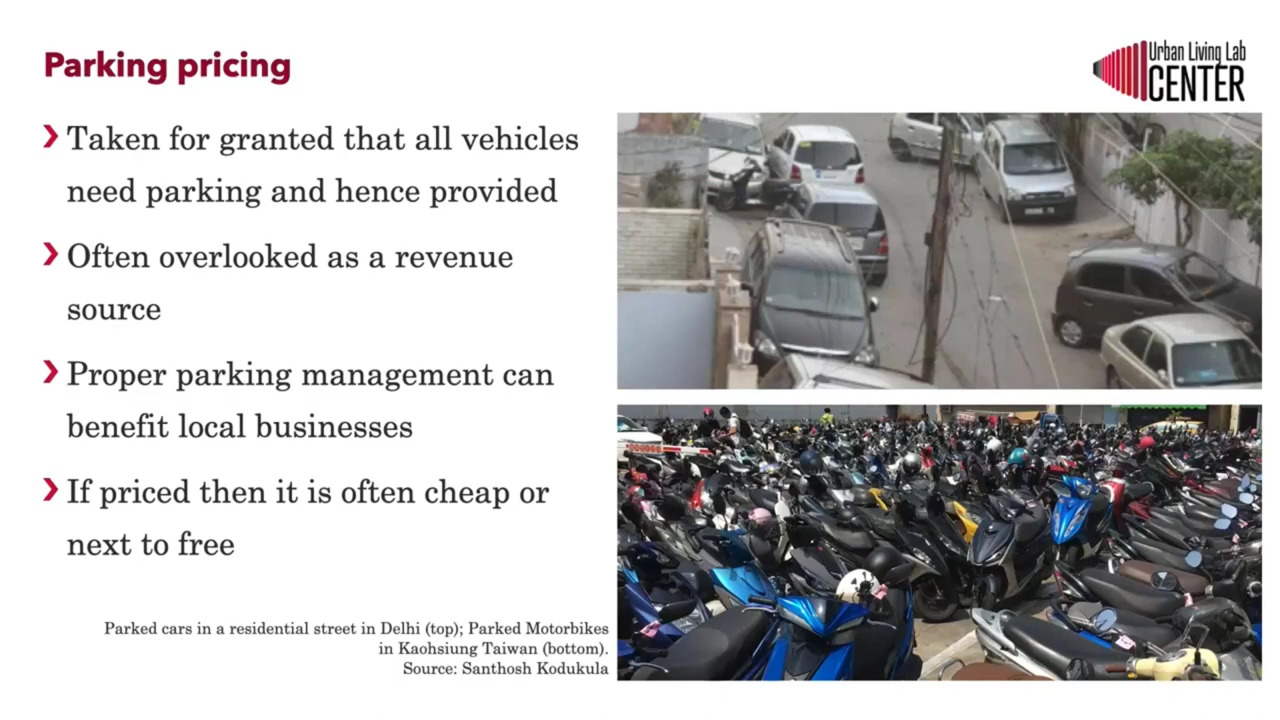 Parking pricing
Urban Living Lab
CENTER
Taken for granted that all vehicles
need parking and hence provided
Often overlooked as a revenue
source
Proper parking management can
benefit local businesses
If priced then it is often cheap or
next to free
Parked cars in a residential street in Delhi (top); Parked Motorbikes
in Kaohsiung Taiwan (bottom).
Source: Santhosh Kodukula